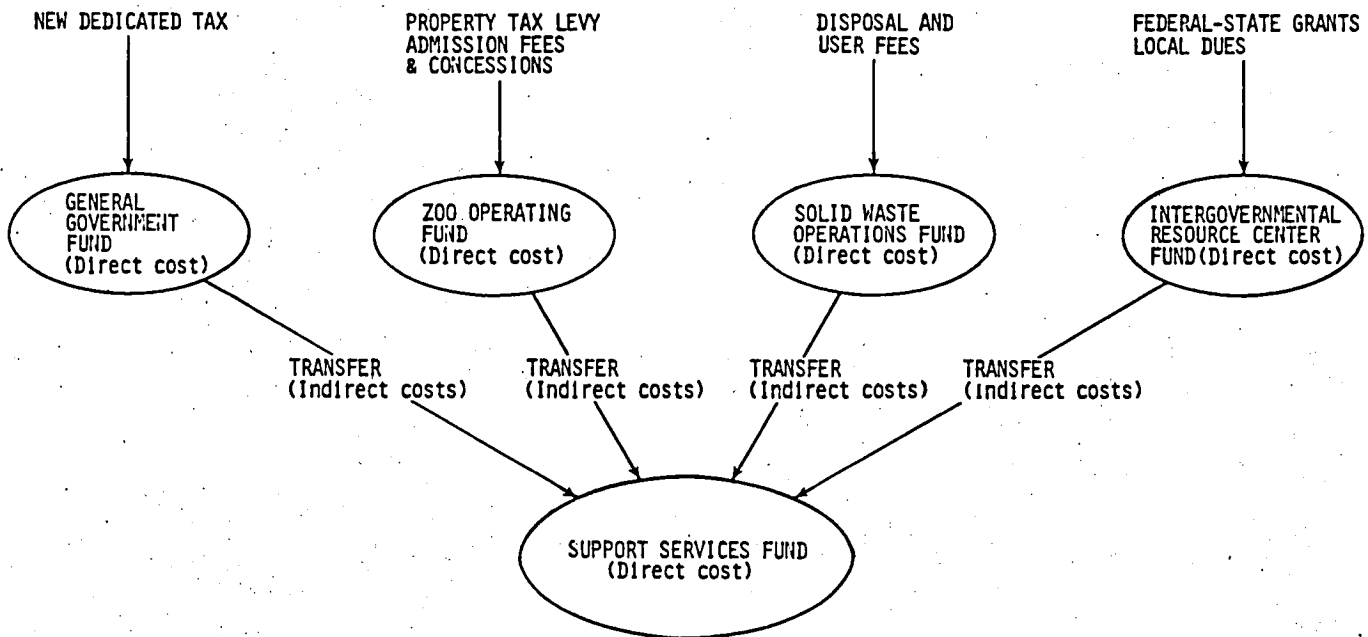 NEW DEDICATED TAX
PROPERTY TAX LEVY
ADMISSION FEES
& CONCESSIONS
DISPOSAL AND
USER FEES
FEDERAL-STATE GRANTS
LOCAL DUES
GENERAL
GOVERNMENT
FUND
(Direct cost)
ZOO OPERATING
FUND
(Direct cost)
SOLID WASTE
OPERATIONS FUND
(Direct cost)
INTERGOVERNMENTAL
RESOURCE CENTER
FUND(Direct cost)
TRANSFER
(Indirect costs)
TRANSFER
(Indirect costs)
TRANSFER
(Indirect costs)
TRANSFER
(Indirect costs)
SUPPORT SERVICES FUND
(Direct cost)